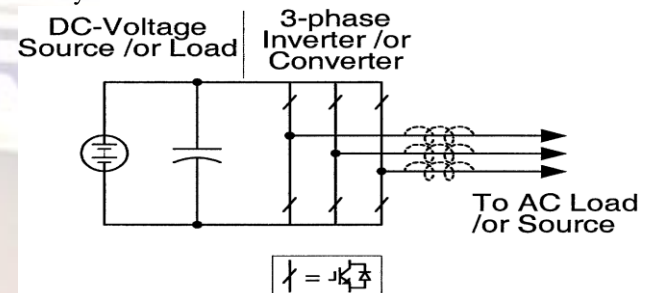 DC-Voltage
Source /or Load
3-phase
Inverter /or
Converter
To AC Load
/or Source
=